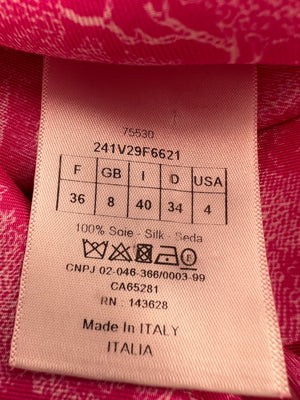 75530
241V29F6621
F GB I D USA
36 8 40 34 4
100% Soie - Silk - Seda
CNPJ 02-046-366/0003-99
CA65281
RN : 143628
Made In ITALY
ITALIA